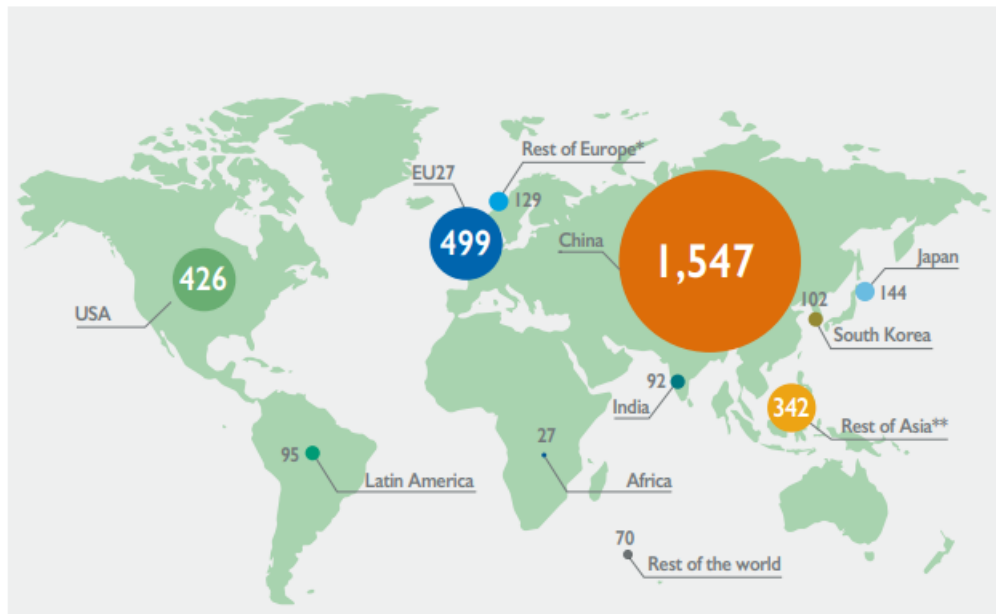 Rest of Europe*
EU27
129
499
China
1,547
426
USA
Japan
144
102
South Korea
92
India
342
Rest of Asia**
27
95
Latin America
Africa
70
Rest of the world